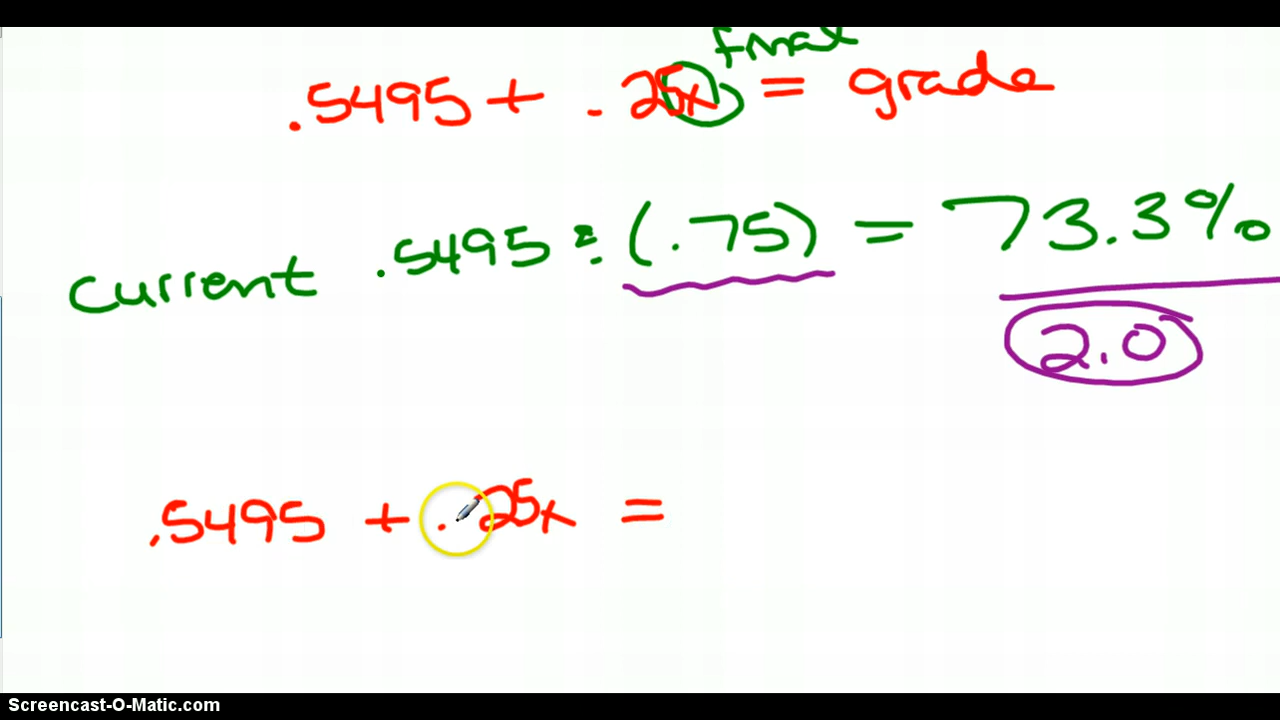 final
.5495 + .25x = grade
current .5495 ÷ (.75) = 73.3%
2.0
.5495 + .25x =
Screencast-O-Matic.com